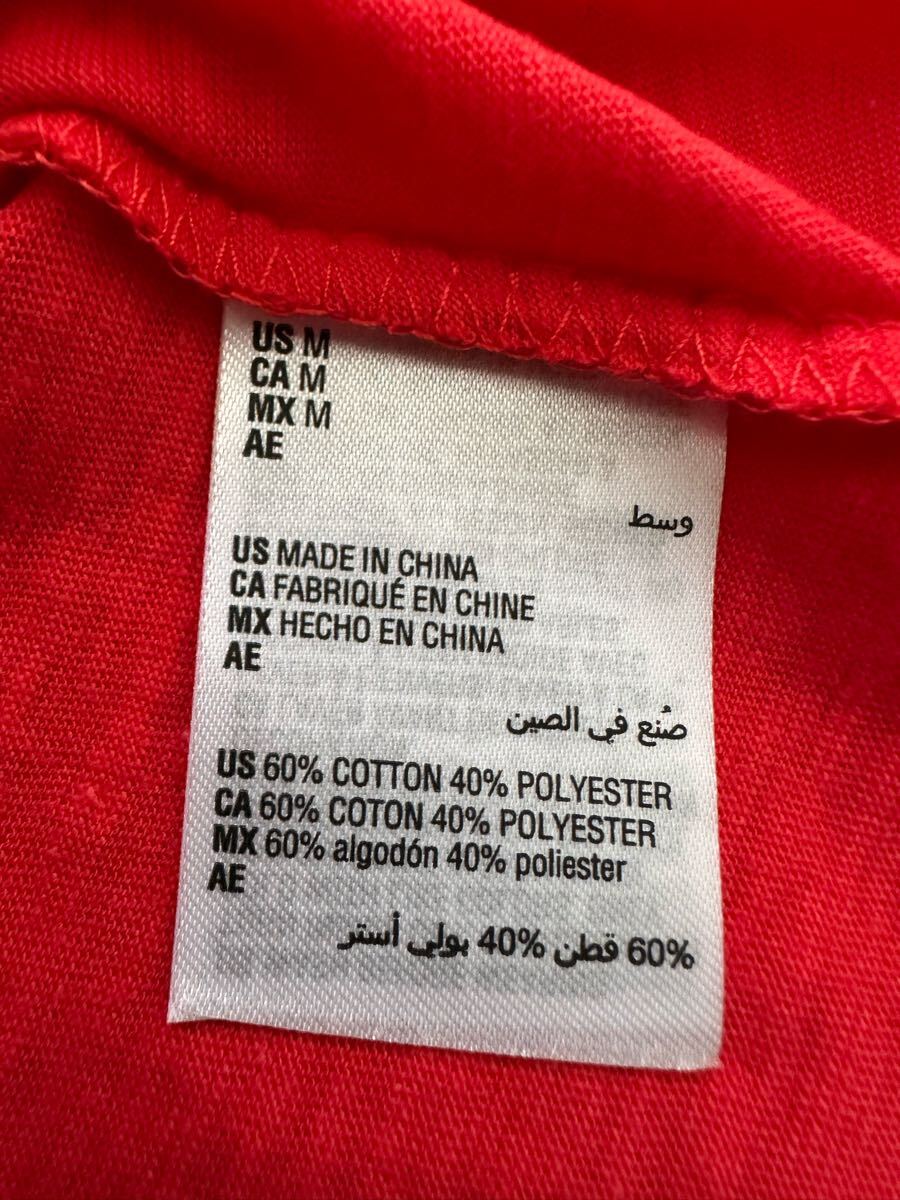 US M
CA M
MX M
AE
وسط
US MADE IN CHINA
CA FABRIQUÉ EN CHINE
MX HECHO EN CHINA
AE
صُنع في الصين
US 60% COTTON 40% POLYESTER
CA 60% COTON 40% POLYESTER
MX 60% algodón 40% poliester
AE
60% قطن 40% بولي أستر